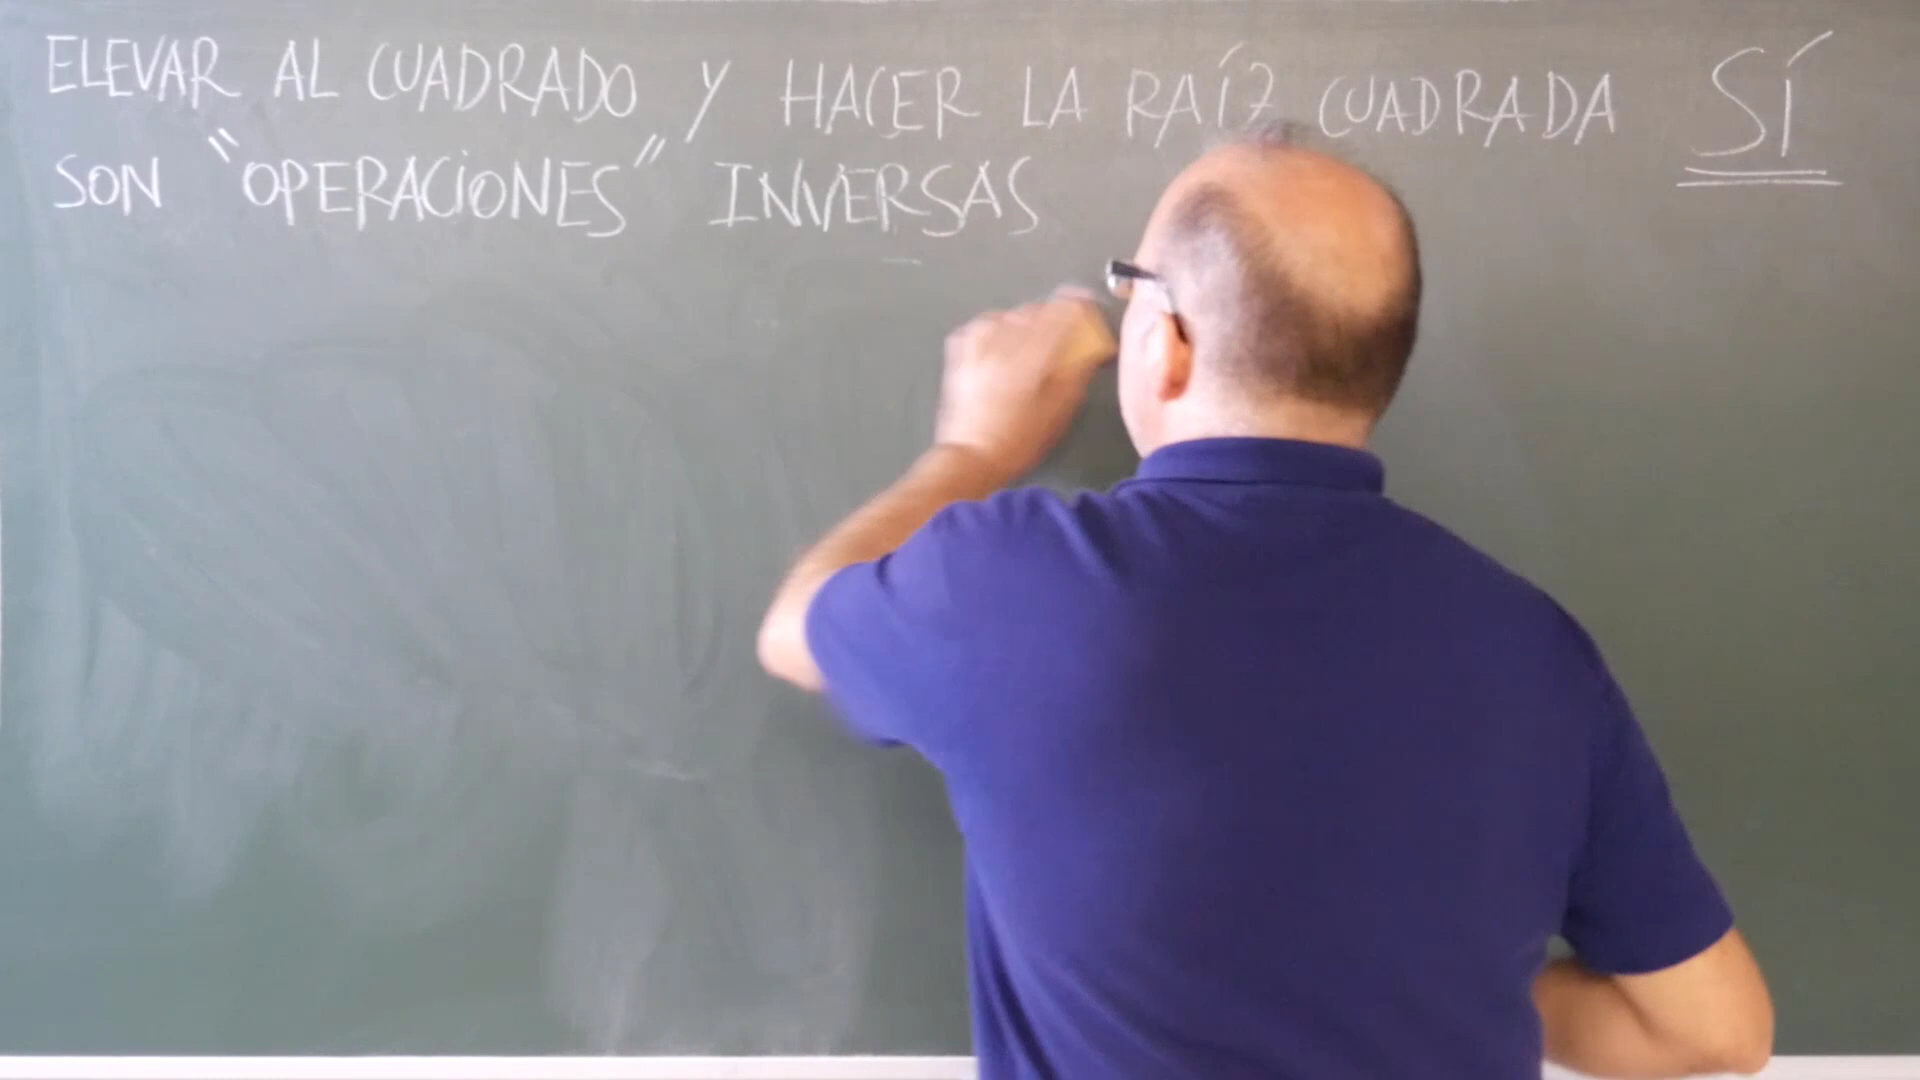 ELEVAR AL CUADRADO Y HACER LA RAÍZ CUADRADA SÍ
SON "OPERACIONES" INVERSAS